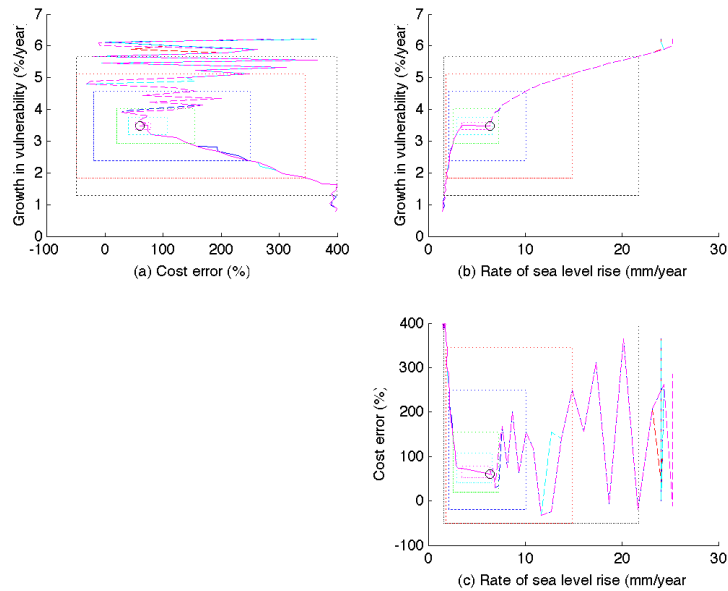 7
6
5
4
3
2
1
0
Growth in vulnerability (%/year)
-100 0 100 200 300 400
(a) Cost error (%)
7
6
5
4
3
2
1
0
Growth in vulnerability (%/year)
0 10 20 30
(b) Rate of sea level rise (mm/year
400
300
200
100
0
-100
Cost error (%)
0 10 20 30
(c) Rate of sea level rise (mm/year